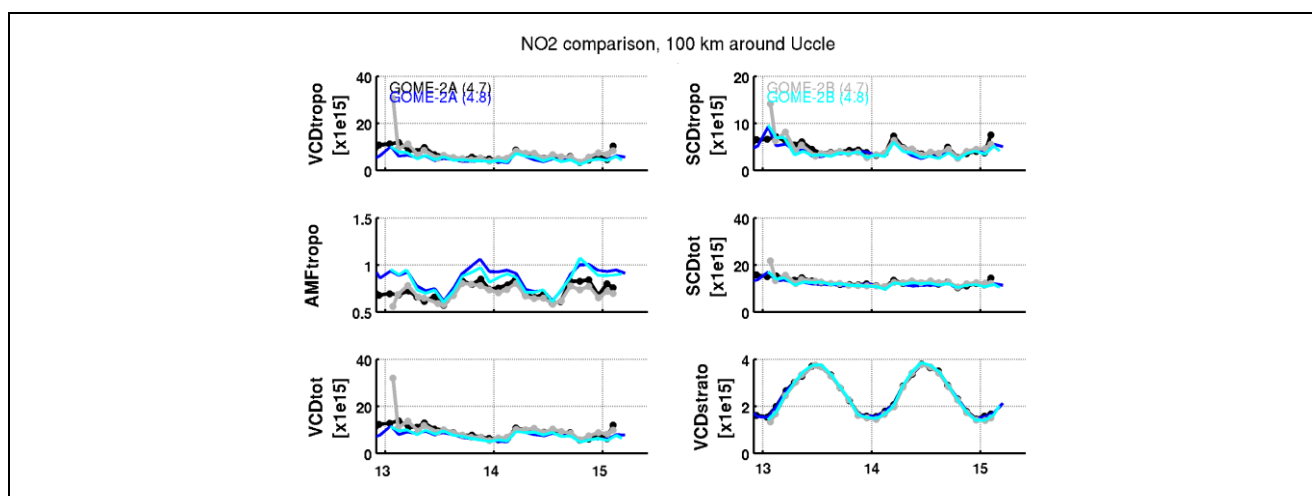 NO2 comparison, 100 km around Uccle
GOME-2A (4.7)
GOME-2A (4.8)
VCDtropo
[x1e15]
40
20
0
GOME-2B (4.7)
GOME-2B (4.8)
SCDtropo
[x1e15]
20
10
0
AMFtropo
1.5
1
0.5
SCDtot
[x1e15]
40
20
0
VCDtot
[x1e15]
40
20
0
13
14
15
VCDstrato
[x1e15]
4
2
0
13
14
15